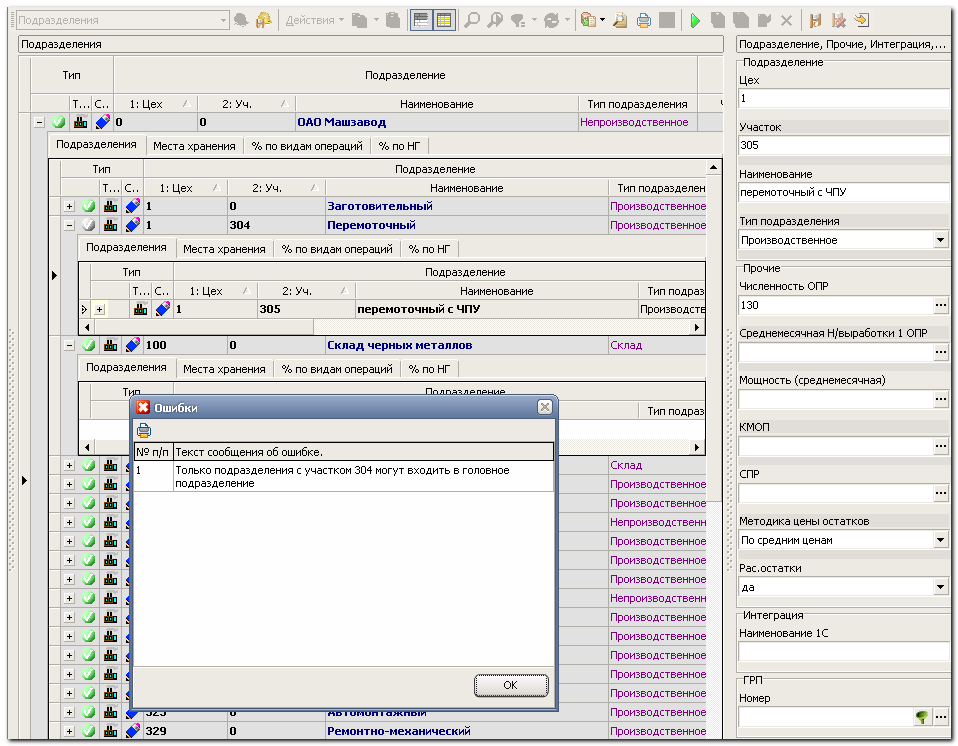 Подразделения
Действия
Подразделения
Тип
Подразделение
Т...
С..
1: Цех
2: Уч.
Наименование
Тип подразделения
0
0
ОАО Машзавод
Непроизводственное
Подразделения
Места хранения
% по видам операций
% по НГ
Тип
Подразделение
Т...
С..
1: Цех
2: Уч.
Наименование
Тип подразделен
1
0
Заготовительный
Производственное
1
304
Перемоточный
Производственное
Подразделения
Места хранения
% по видам операций
% по НГ
Тип
Подразделение
Т...
С..
1: Цех
2: Уч.
Наименование
Тип подраз
1
305
перемоточный с ЧПУ
Производств
100
0
Склад черных металлов
Склад
Подразделения
Места хранения
% по видам операций
% по НГ
Тип
Подразделение
Тип подраз
Склад
Производственное
Производственное
Непроизводственн
Производственное
Производственное
Производственное
Непроизводственн
Производственное
Производственное
Производственное
Производственное
Производственное
325
0
Автомонтажный
Производственное
329
0
Ремонтно-механический
Производственное
Ошибки
№ п/п
Текст сообщения об ошибке.
1
Только подразделения с участком 304 могут входить в головное
подразделение
OK
Подразделение, Прочие, Интеграция,...
Подразделение
Цех
1
Участок
305
Наименование
перемоточный с ЧПУ
Тип подразделения
Производственное
Прочие
Численность ОПР
130
Среднемесячная Н/выработки 1 ОПР
Мощность (среднемесячная)
КМОП
СПР
Методика цены остатков
По средним ценам
Рас.остатки
да
Интеграция
Наименование 1С
ГРП
Номер